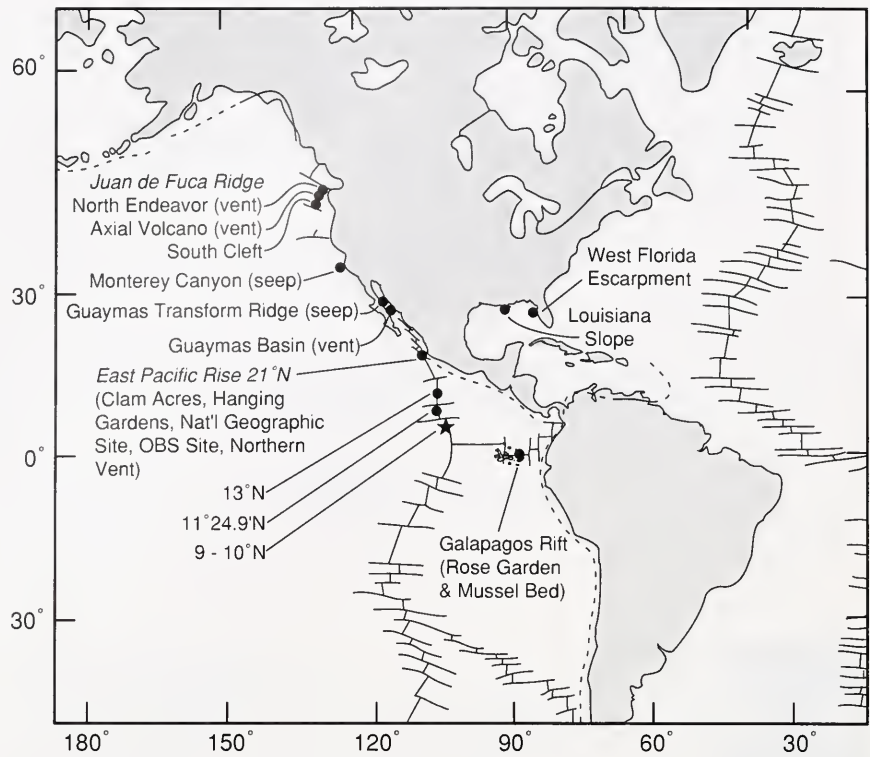 60°
30°
0°
30°
Juan de Fuca Ridge
North Endeavor (vent)
Axial Volcano (vent)
South Cleft
Monterey Canyon (seep)
Guaymas Transform Ridge (seep)
Guaymas Basin (vent)
East Pacific Rise 21°N
(Clam Acres, Hanging
Gardens, Nat'l Geographic
Site, OBS Site, Northern
Vent)
13°N
11°24.9'N
9 - 10°N
West Florida
Escarpment
Louisiana
Slope
Galapagos Rift
(Rose Garden
& Mussel Bed)
180°
150°
120°
90°
60°
30°